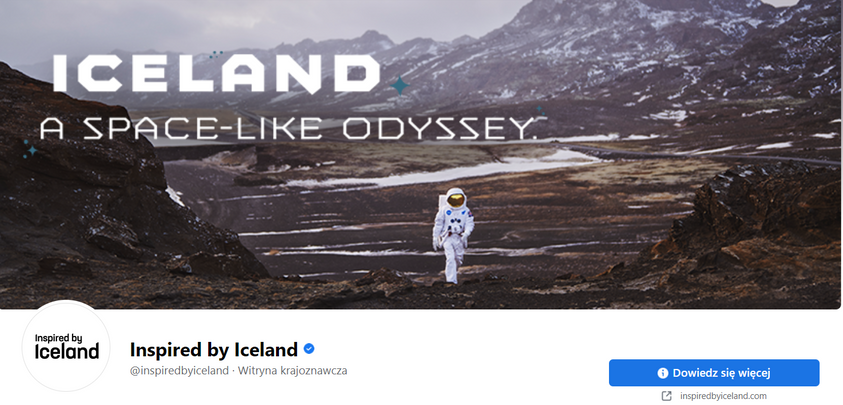 ICELAND
A SPACE-LIKE ODYSSEY.
Inspired by
Iceland
Inspired by Iceland
@inspiredbyiceland · Witryna krajoznawcza
Dowiedz się więcej
inspiredbyiceland.com